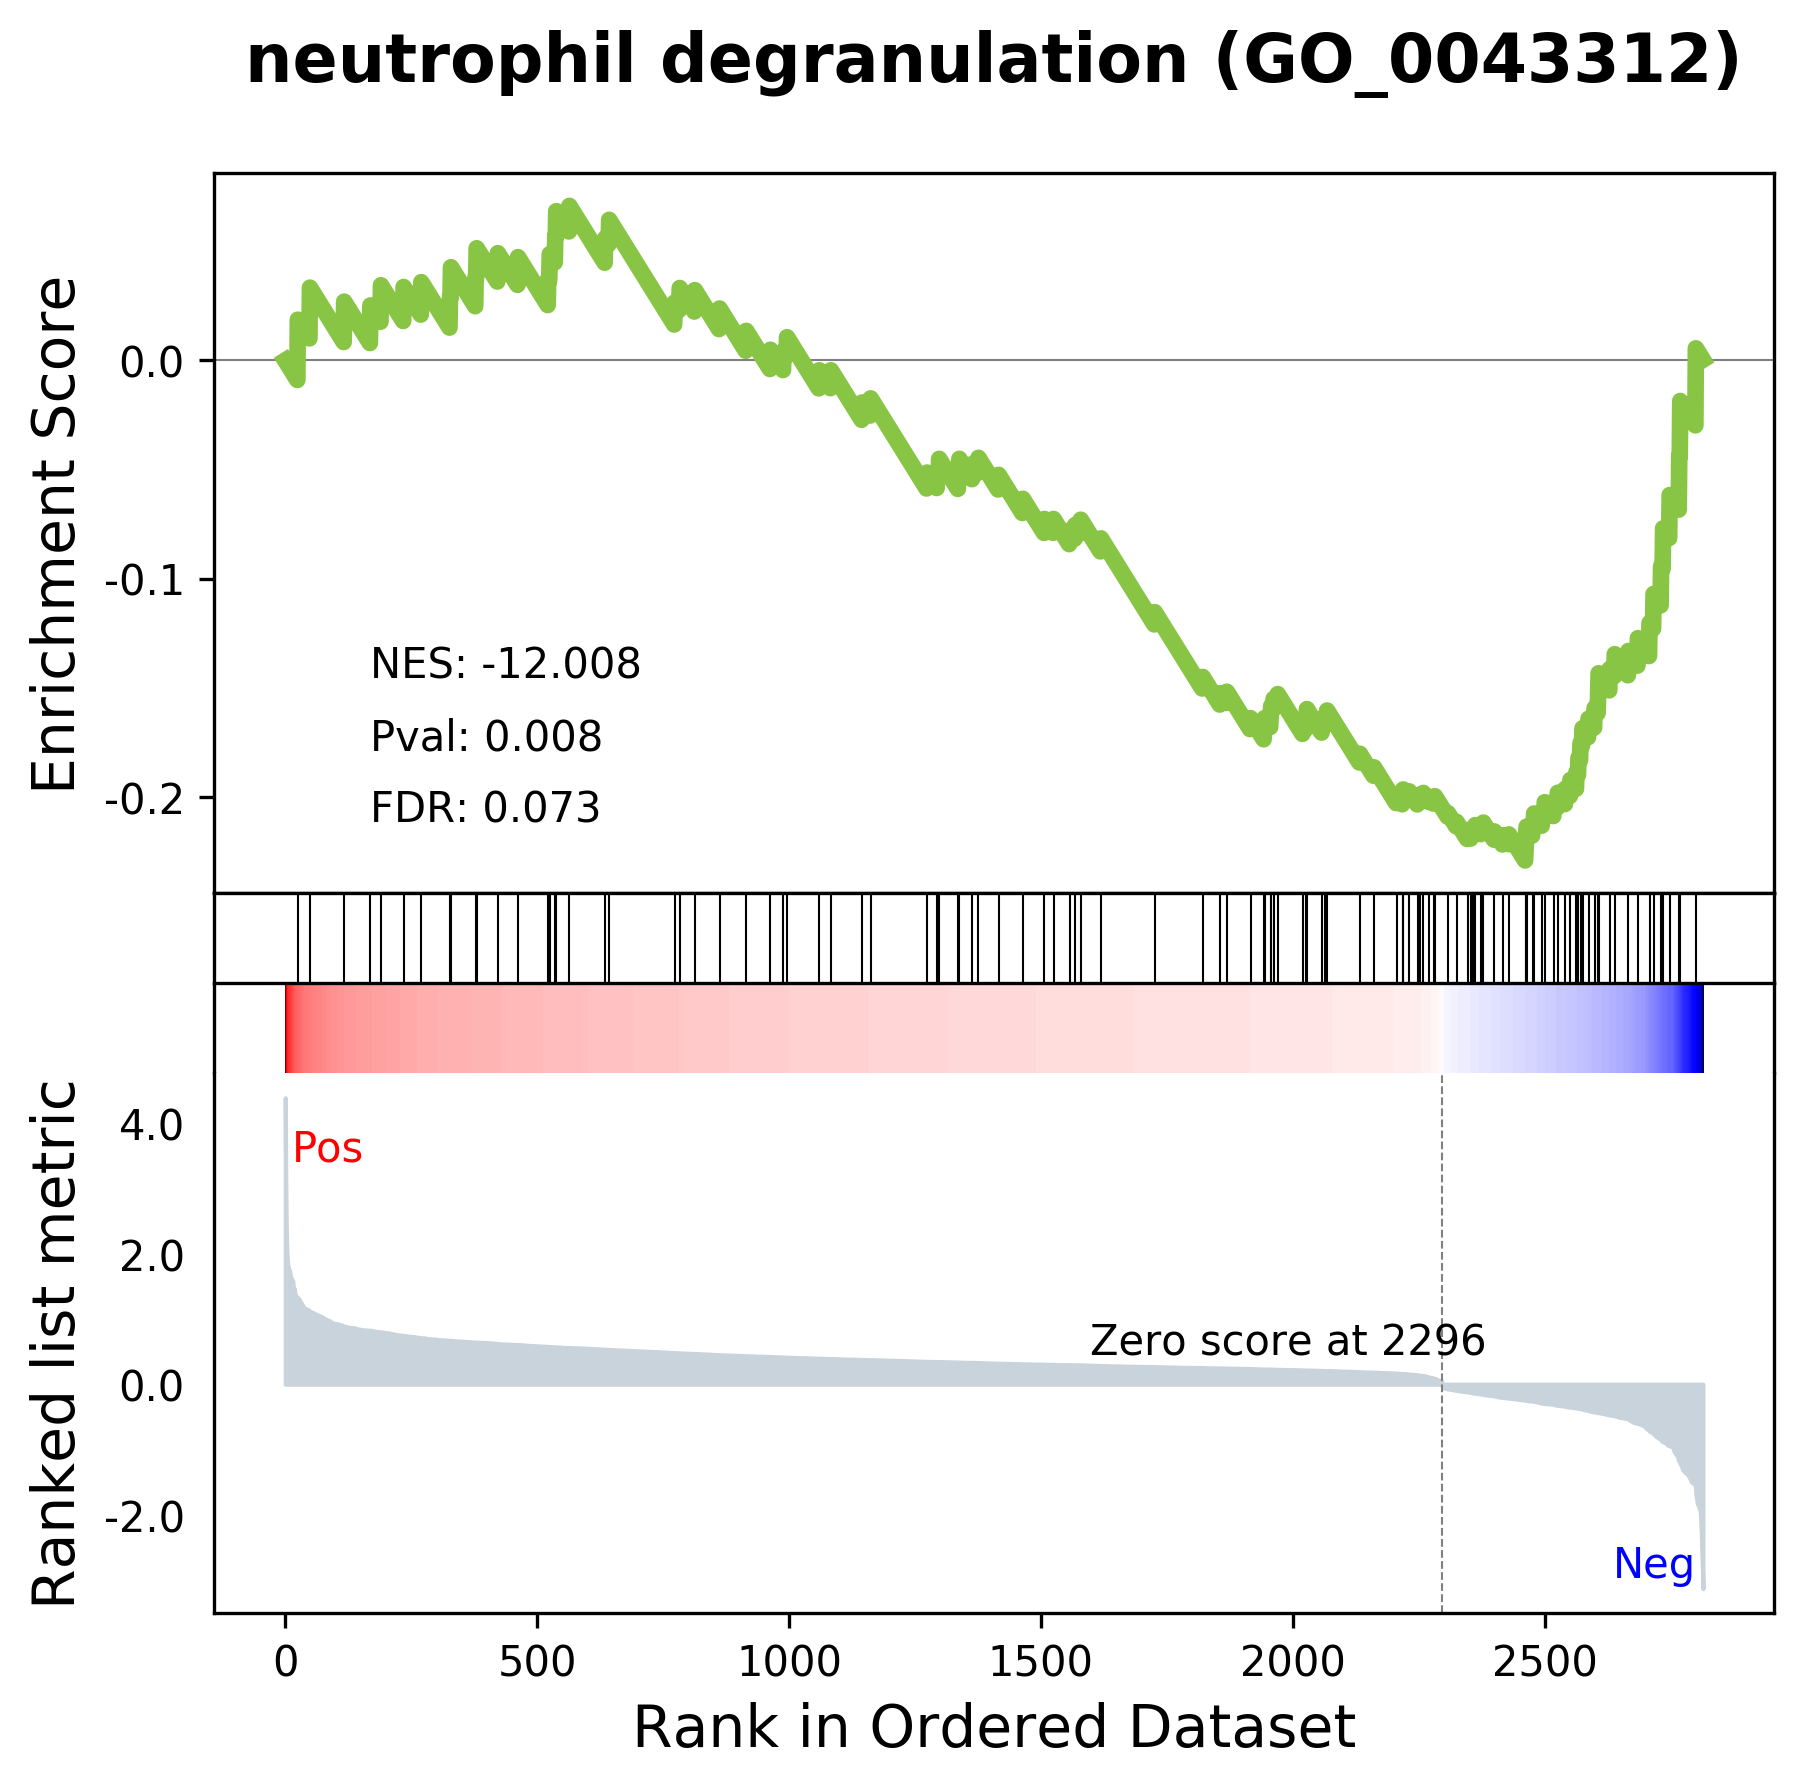 neutrophil degranulation (GO_0043312)
Enrichment Score
0.0
-0.1
-0.2
NES: -12.008
Pval: 0.008
FDR: 0.073
Ranked list metric
4.0
2.0
0.0
-2.0
Pos
Zero score at 2296
Neg
0 500 1000 1500 2000 2500
Rank in Ordered Dataset